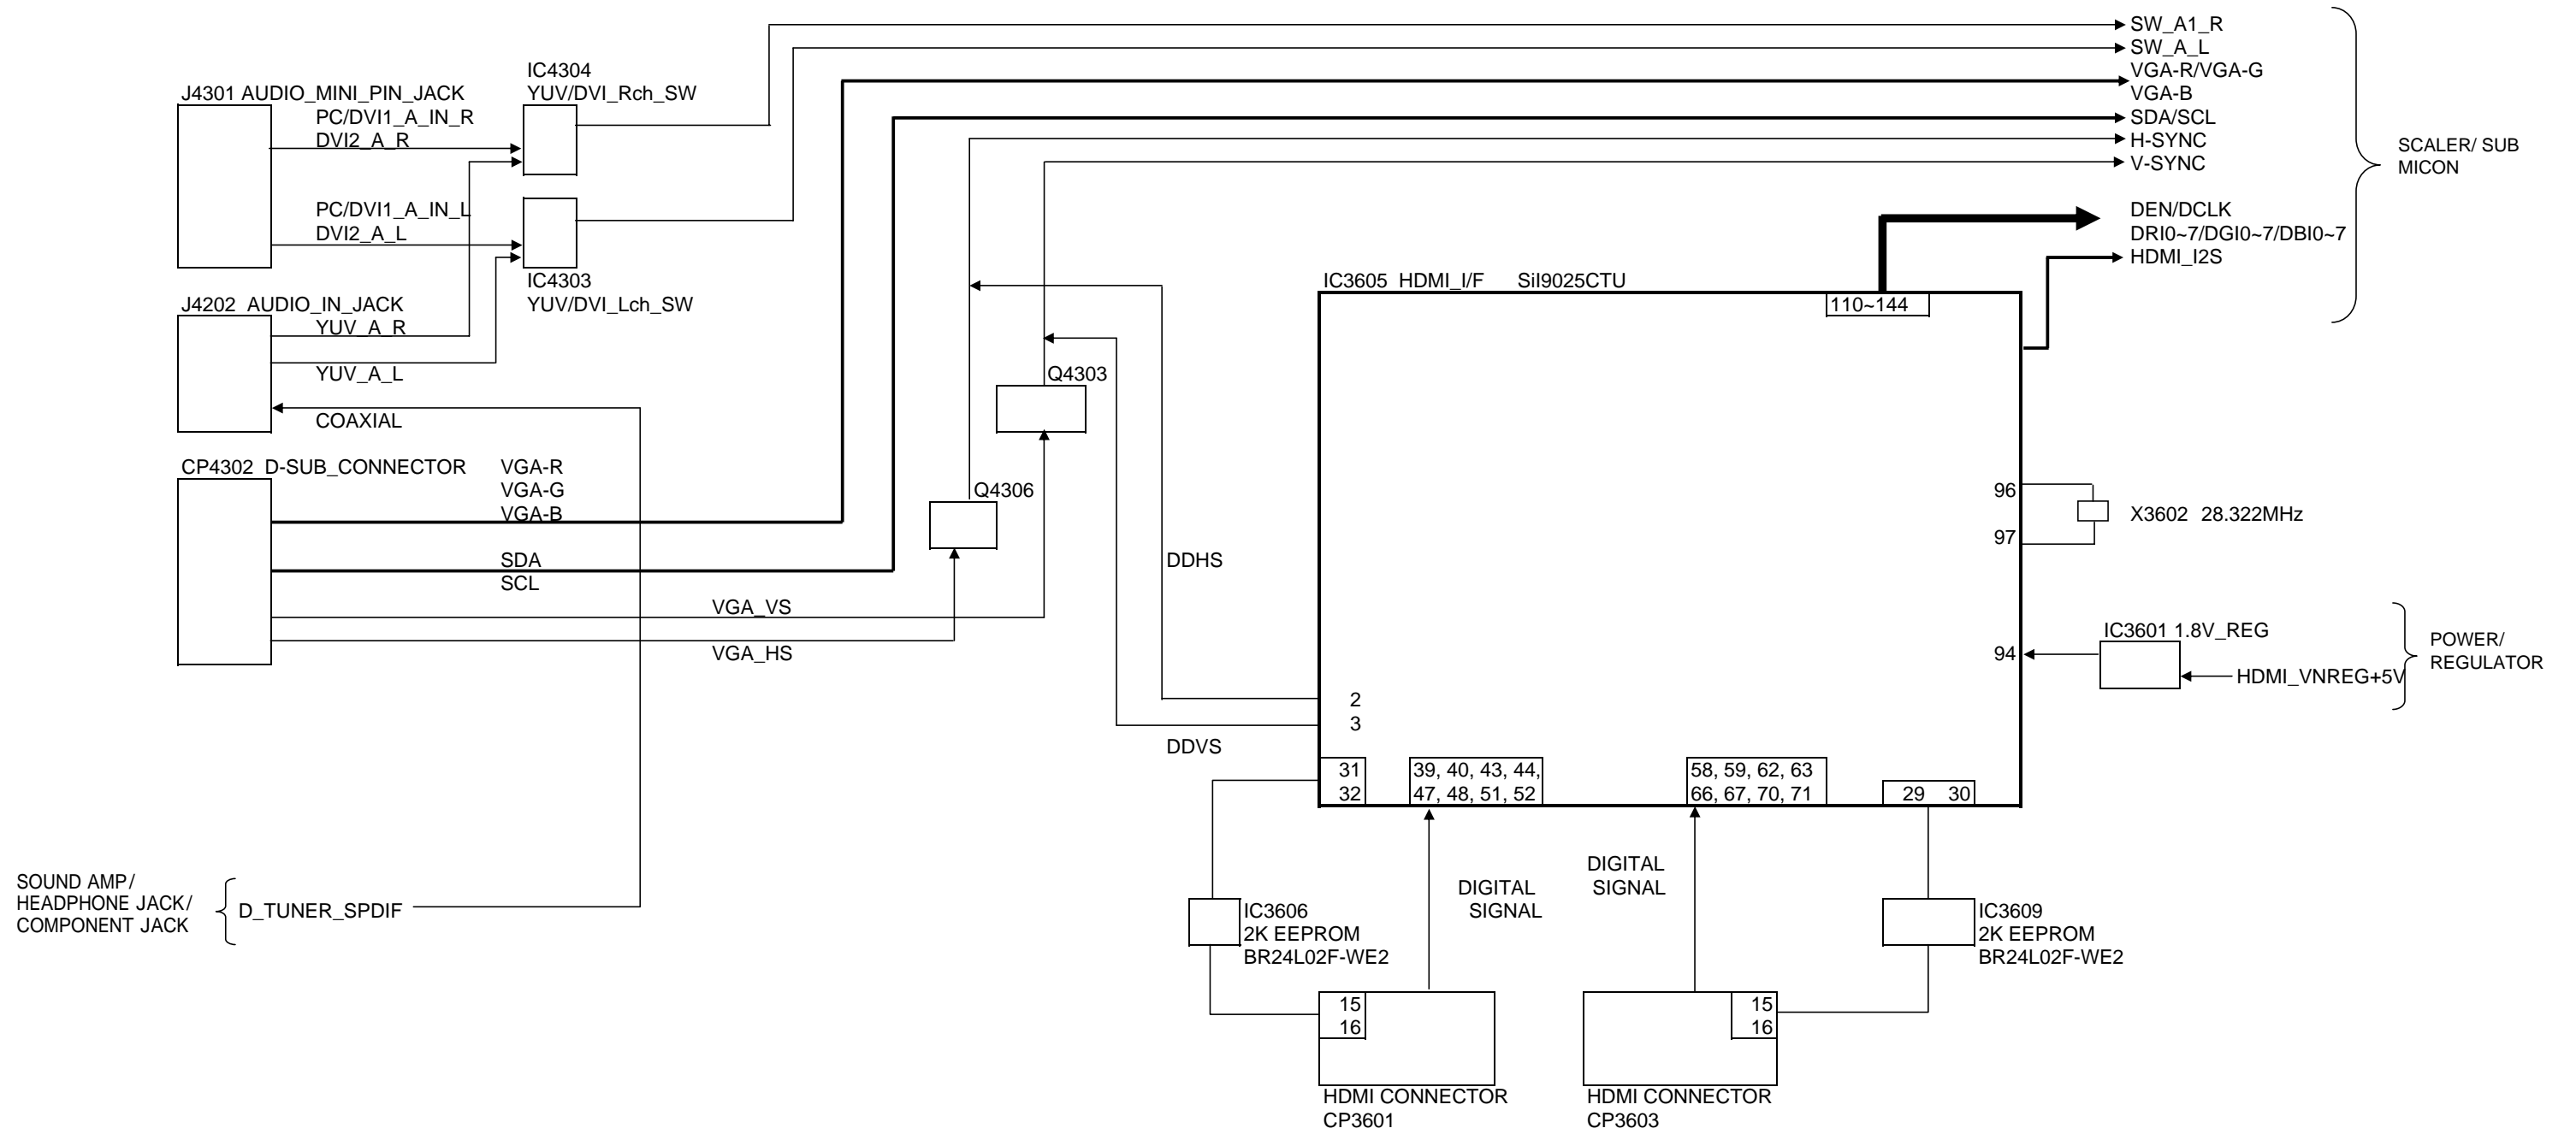 SW_A1_R
SW_A_L
VGA-R/VGA-G
VGA-B
SDA/SCL
H-SYNC
V-SYNC
SCALER/ SUB
MICON
DEN/DCLK
DRI0~7/DGI0~7/DBI0~7
HDMI_I2S
IC4304
YUV/DVI_Rch_SW
J4301 AUDIO_MINI_PIN_JACK
PC/DVI1_A_IN_R
DVI2_A_R
PC/DVI1_A_IN_L
DVI2_A_L
IC4303
YUV/DVI_Lch_SW
J4202 AUDIO_IN_JACK
YUV_A_R
YUV_A_L
COAXIAL
CP4302 D-SUB_CONNECTOR
VGA-R
VGA-G
VGA-B
SDA
SCL
VGA_VS
VGA_HS
Q4303
Q4306
DDHS
DDVS
IC3605 HDMI_I/F SiI9025CTU
110~144
96
97
X3602 28.322MHz
94
IC3601 1.8V_REG
HDMI_VNREG+5V
POWER/
REGULATOR
2
3
31
32
39, 40, 43, 44,
47, 48, 51, 52
58, 59, 62, 63
66, 67, 70, 71
29 30
SOUND AMP/
HEADPHONE JACK/
COMPONENT JACK
D_TUNER_SPDIF
DIGITAL
SIGNAL
DIGITAL
SIGNAL
IC3606
2K EEPROM
BR24L02F-WE2
IC3609
2K EEPROM
BR24L02F-WE2
15
16
15
16
HDMI CONNECTOR
CP3601
HDMI CONNECTOR
CP3603